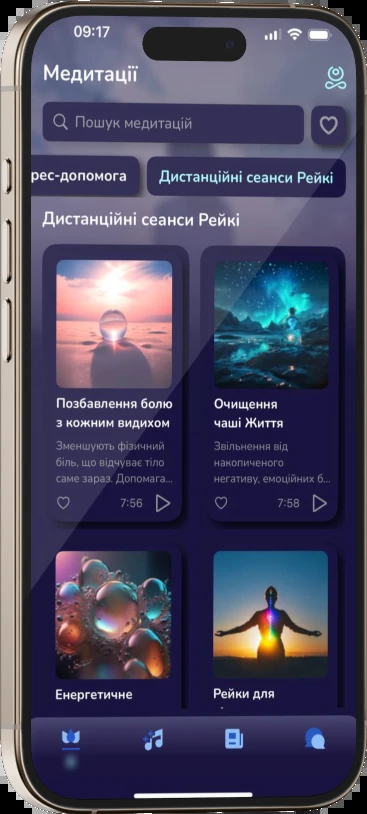 09:17
Медитації
Пошук медитацій
рес-допомога
Дистанційні сеанси Рейкі
Дистанційні сеанси Рейкі
Позбавлення болю
з кожним видихом
Зменшують фізичний
біль, що відчуває тіло
саме зараз. Допомага...
7:56
Очищення
чаші Життя
Звільнення від
накопиченого
негативу, емоційних б...
7:58
Енергетичне
Рейки для